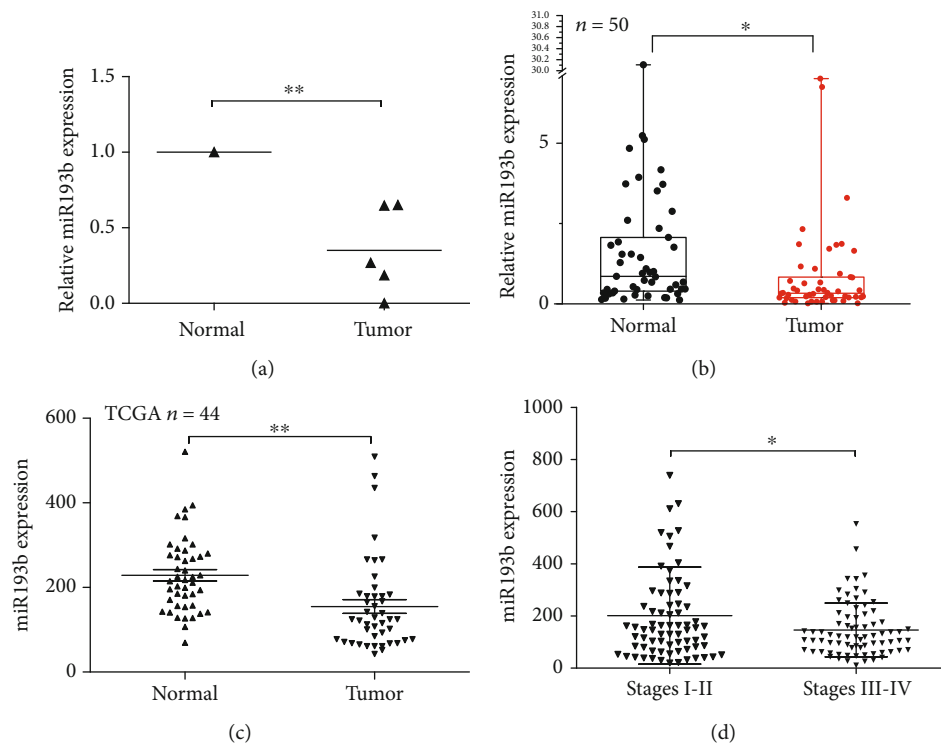 1.5
1.0
0.5
0.0
Relative miR193b expression
**
Normal
Tumor
(a)
31.0
30.8
30.6
30.4
30.2
30.0
5
0
Relative miR193b expression
n = 50
*
Normal
Tumor
(b)
600
400
200
0
miR193b expression
TCGA n = 44
**
Normal
Tumor
(c)
1000
800
600
400
200
0
miR193b expression
*
Stages I-II
Stages III-IV
(d)